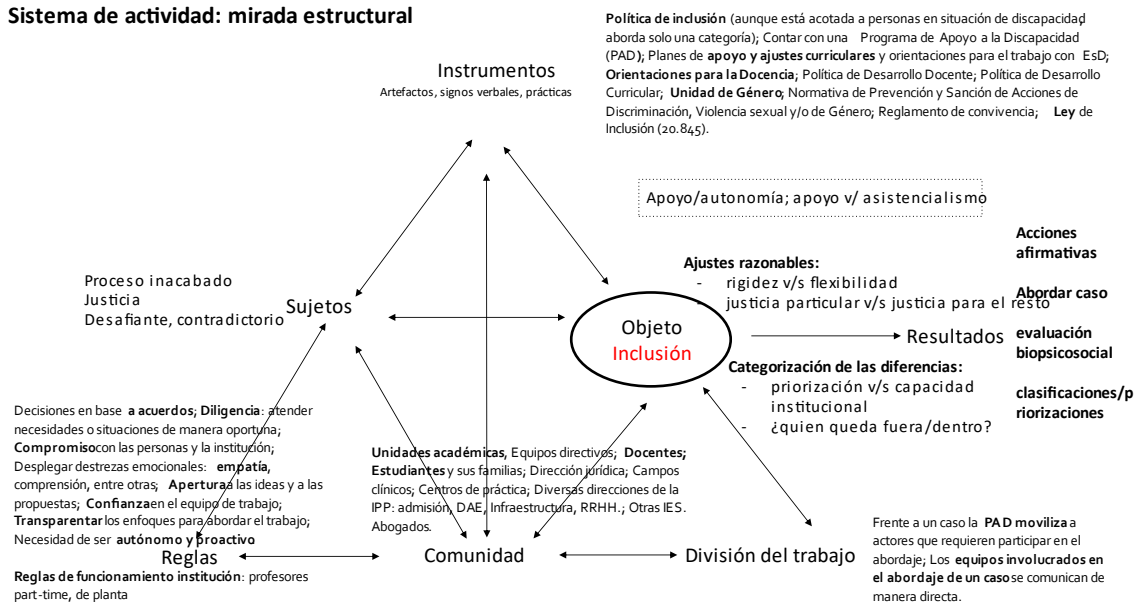 Sistema de actividad: mirada estructural
Política de inclusión (aunque está acotada a personas en situación de discapacidad,
aborda solo una categoría); Contar con una Programa de Apoyo a la Discapacidad
(PAD); Planes de apoyo y ajustes curriculares y orientaciones para el trabajo con EsD;
Orientaciones para la Docencia; Política de Desarrollo Docente; Política de Desarrollo
Curricular; Unidad de Género; Normativa de Prevención y Sanción de Acciones de
Discriminación, Violencia sexual y/o de Género; Reglamento de convivencia; Ley de
Inclusión (20.845).
Instrumentos
Artefactos, signos verbales, prácticas
Apoyo/autonomía; apoyo v/ asistencialismo
Acciones
afirmativas
Abordar caso
evaluación
biopsicosocial
clasificaciones/p
riorizaciones
Ajustes razonables:
- rigidez v/s flexibilidad
- justicia particular v/s justicia para el resto
Proceso inacabado
Justicia
Desafiante, contradictorio
Sujetos
Objeto
Inclusión
Resultados
Categorización de las diferencias:
- priorización v/s capacidad
institucional
- ¿quien queda fuera/dentro?
Decisiones en base a acuerdos; Diligencia: atender
necesidades o situaciones de manera oportuna;
Compromiso con las personas y la institución;
Desplegar destrezas emocionales: empatía,
comprensión, entre otras; Apertura a las ideas y a las
propuestas; Confianza en el equipo de trabajo;
Transparentar los enfoques para abordar el trabajo;
Necesidad de ser autónomo y proactivo
Reglas
Reglas de funcionamiento institución: profesores
part-time, de planta
Unidades académicas, Equipos directivos; Docentes;
Estudiantes y sus familias; Dirección jurídica; Campos
clínicos; Centros de práctica; Diversas direcciones de la
IPP: admisión, DAE, Infraestructura, RRHH.; Otras IES.
Abogados.
Comunidad
División del trabajo
Frente a un caso la PAD moviliza a
actores que requieren participar en el
abordaje; Los equipos involucrados en
el abordaje de un caso se comunican de
manera directa.